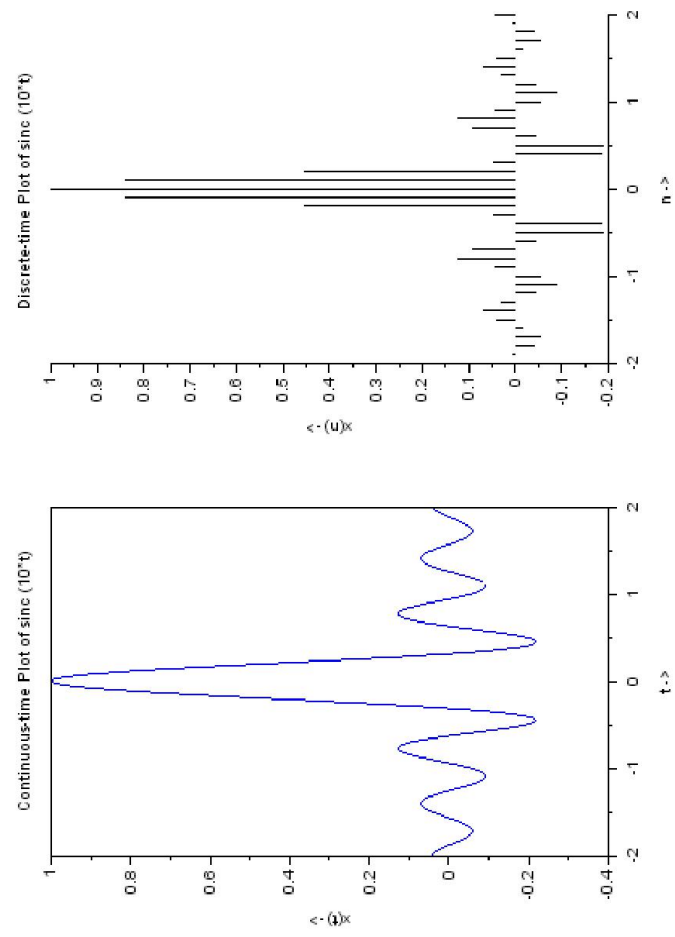 Continuous-time Plot of sinc (10*t)
x(t) ->
1
0.8
0.6
0.4
0.2
0
-0.2
-0.4
-2 -1 0 1 2
t ->
Discrete-time Plot of sinc (10*t)
x(n) ->
1
0.9
0.8
0.7
0.6
0.5
0.4
0.3
0.2
0.1
0
-0.1
-0.2
-2 -1 0 1 2
n ->